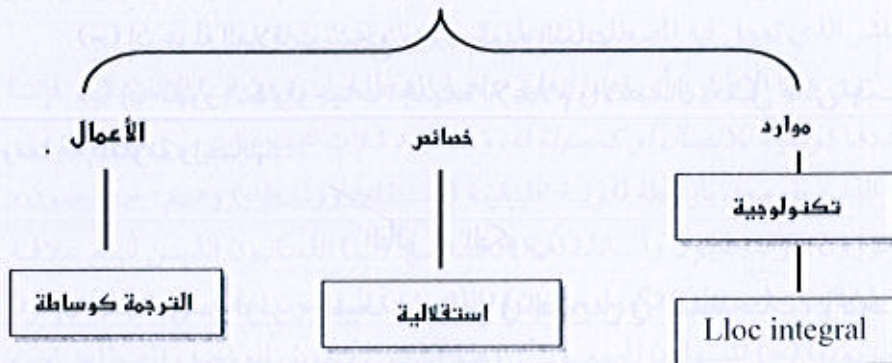 موارد
خصائص
الأعمال
تكنولوجية
استقلالية
الترجمة كوساطة
Lloc integral